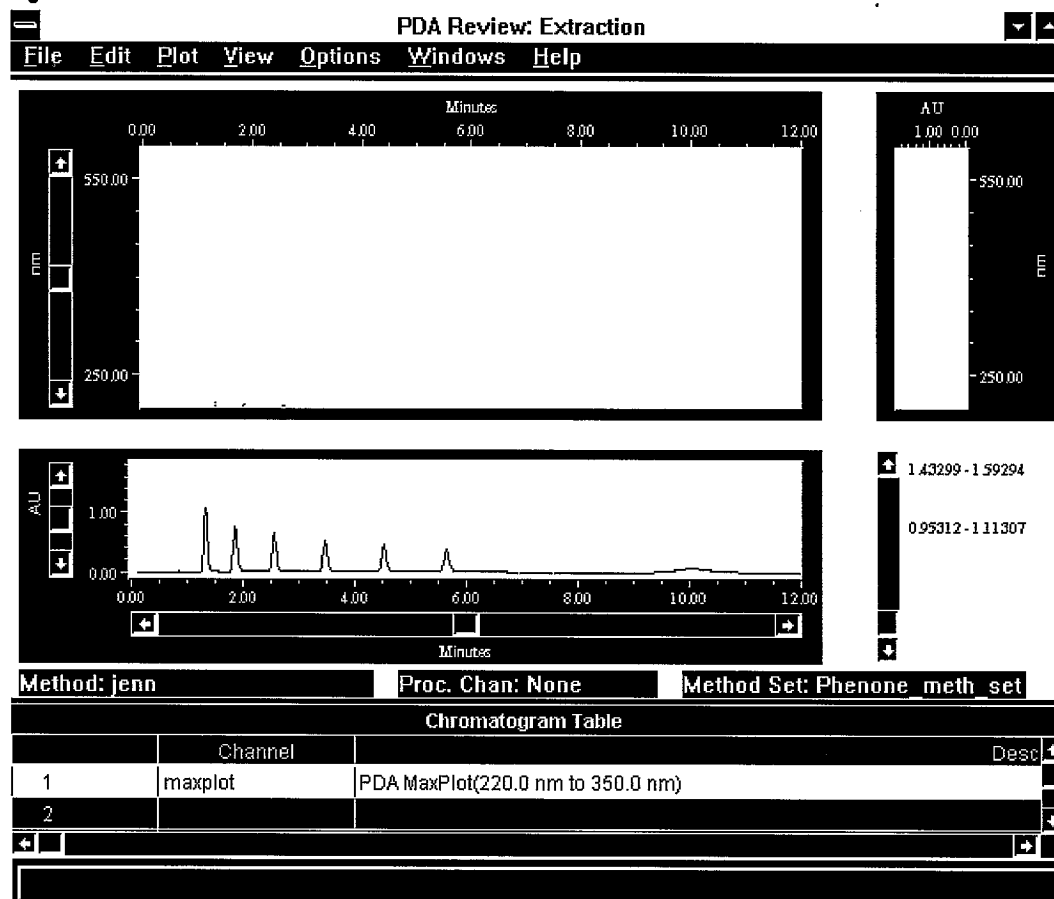 PDA Review: Extraction
File Edit Plot View Options Windows Help
Minutes
0.00 2.00 4.00 6.00 8.00 10.00 12.00
nm
550.00
250.00
AU
1.00 0.00
550.00
nm
250.00
AU
1.00
0.00
0.00 2.00 4.00 6.00 8.00 10.00 12.00
Minutes
1.43299 - 1.59294
0.95312 - 1.11307
Method: jenn Proc. Chan: None Method Set: Phenone_meth_set
Chromatogram Table
Channel Desc
1 maxplot PDA MaxPlot(220.0 nm to 350.0 nm)
2